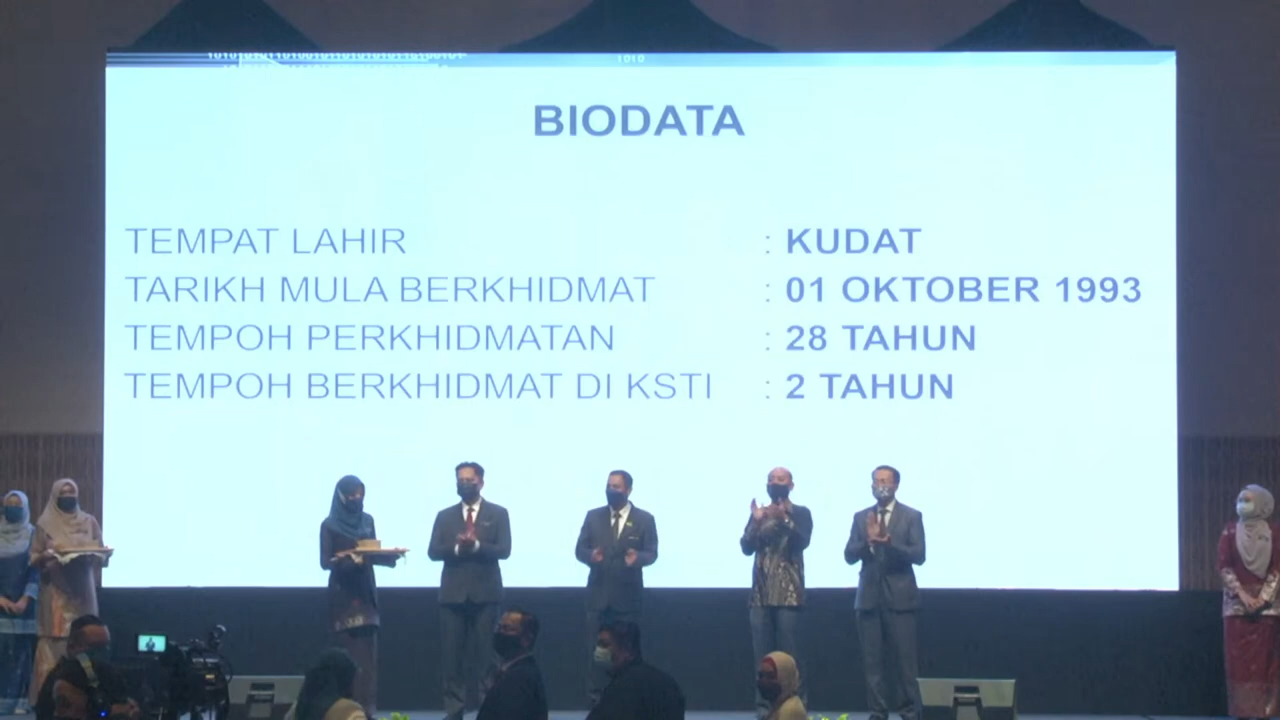 BIODATA
TEMPAT LAHIR : KUDAT
TARIKH MULA BERKHIDMAT : 01 OKTOBER 1993
TEMPOH PERKHIDMATAN : 28 TAHUN
TEMPOH BERKHIDMAT DI KSTI : 2 TAHUN